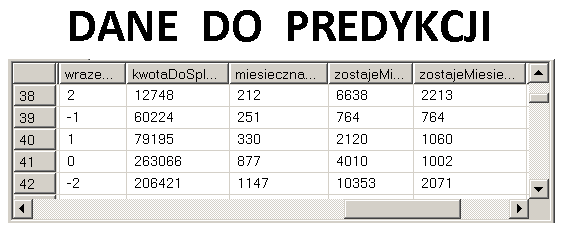 DANE DO PREDYKCJI
wraze... kwotaDoSpl... miesieczna... zostajeMi... zostajeMiesie...
38 2 12748 212 6638 2213
39 -1 60224 251 764 764
40 1 79195 330 2120 1060
41 0 263066 877 4010 1002
42 -2 206421 1147 10353 2071